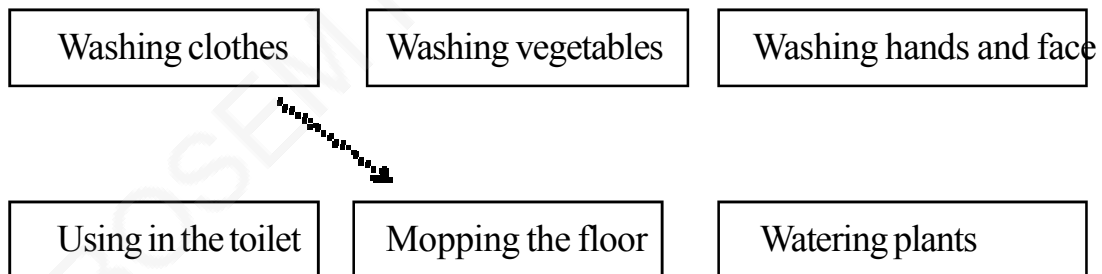 Washing clothes
Washing vegetables
Washing hands and face
Using in the toilet
Mopping the floor
Watering plants